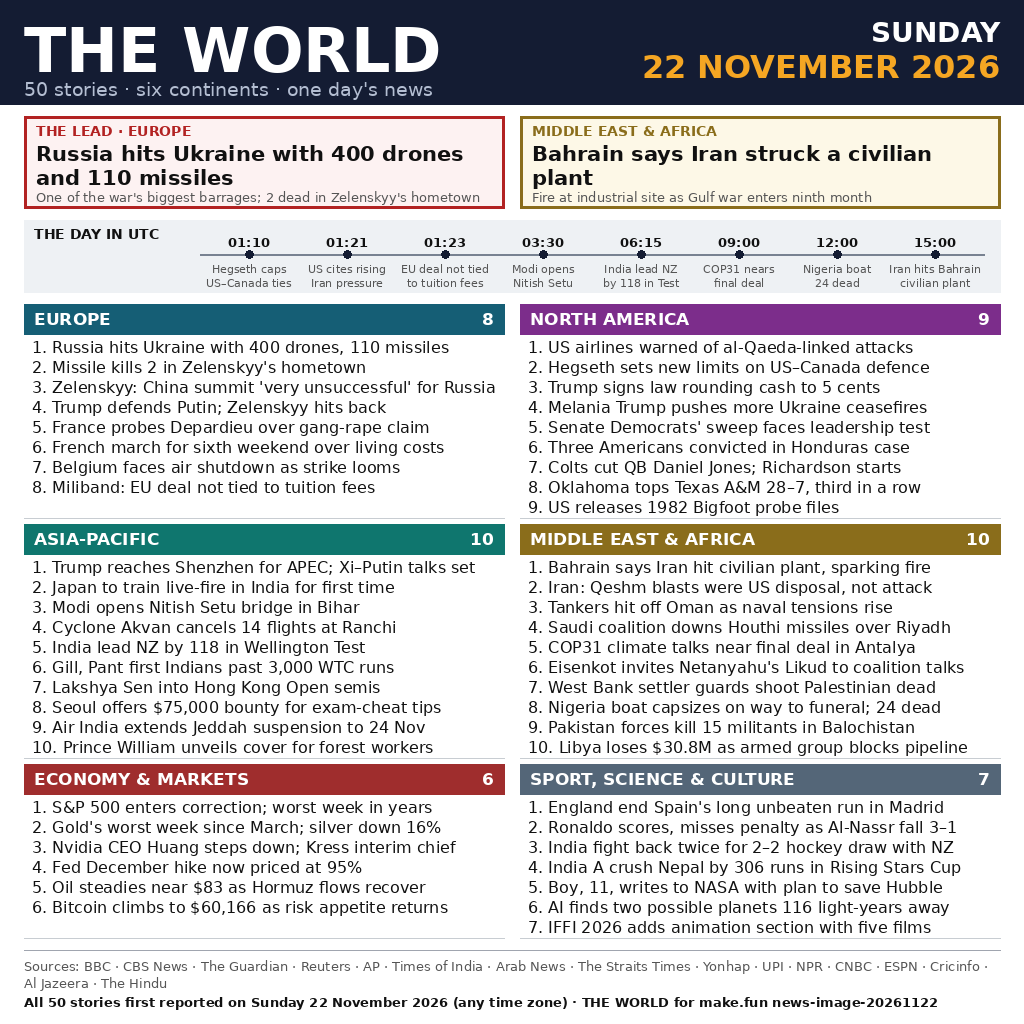 THE WORLD
50 stories · six continents · one day's news
SUNDAY
22 NOVEMBER 2026
THE LEAD · EUROPE
Russia hits Ukraine with 400 drones
and 110 missiles
One of the war's biggest barrages; 2 dead in Zelenskyy's hometown
MIDDLE EAST & AFRICA
Bahrain says Iran struck a civilian
plant
Fire at industrial site as Gulf war enters ninth month
THE DAY IN UTC
01:10
Hegseth caps
US–Canada ties
01:21
US cites rising
Iran pressure
01:23
EU deal not tied
to tuition fees
03:30
Modi opens
Nitish Setu
06:15
India lead NZ
by 118 in Test
09:00
COP31 nears
final deal
12:00
Nigeria boat
24 dead
15:00
Iran hits Bahrain
civilian plant
EUROPE 8
1. Russia hits Ukraine with 400 drones, 110 missiles
2. Missile kills 2 in Zelenskyy's hometown
3. Zelenskyy: China summit 'very unsuccessful' for Russia
4. Trump defends Putin; Zelenskyy hits back
5. France probes Depardieu over gang-rape claim
6. French march for sixth weekend over living costs
7. Belgium faces air shutdown as strike looms
8. Miliband: EU deal not tied to tuition fees
NORTH AMERICA 9
1. US airlines warned of al-Qaeda-linked attacks
2. Hegseth sets new limits on US–Canada defence
3. Trump signs law rounding cash to 5 cents
4. Melania Trump pushes more Ukraine ceasefires
5. Senate Democrats' sweep faces leadership test
6. Three Americans convicted in Honduras case
7. Colts cut QB Daniel Jones; Richardson starts
8. Oklahoma tops Texas A&M 28–7, third in a row
9. US releases 1982 Bigfoot probe files
ASIA-PACIFIC 10
1. Trump reaches Shenzhen for APEC; Xi–Putin talks set
2. Japan to train live-fire in India for first time
3. Modi opens Nitish Setu bridge in Bihar
4. Cyclone Akvan cancels 14 flights at Ranchi
5. India lead NZ by 118 in Wellington Test
6. Gill, Pant first Indians past 3,000 WTC runs
7. Lakshya Sen into Hong Kong Open semis
8. Seoul offers $75,000 bounty for exam-cheat tips
9. Air India extends Jeddah suspension to 24 Nov
10. Prince William unveils cover for forest workers
MIDDLE EAST & AFRICA 10
1. Bahrain says Iran hit civilian plant, sparking fire
2. Iran: Qeshm blasts were US disposal, not attack
3. Tankers hit off Oman as naval tensions rise
4. Saudi coalition downs Houthi missiles over Riyadh
5. COP31 climate talks near final deal in Antalya
6. Eisenkot invites Netanyahu's Likud to coalition talks
7. West Bank settler guards shoot Palestinian dead
8. Nigeria boat capsizes on way to funeral; 24 dead
9. Pakistan forces kill 15 militants in Balochistan
10. Libya loses $30.8M as armed group blocks pipeline
ECONOMY & MARKETS 6
1. S&P 500 enters correction; worst week in years
2. Gold's worst week since March; silver down 16%
3. Nvidia CEO Huang steps down; Kress interim chief
4. Fed December hike now priced at 95%
5. Oil steadies near $83 as Hormuz flows recover
6. Bitcoin climbs to $60,166 as risk appetite returns
SPORT, SCIENCE & CULTURE 7
1. England end Spain's long unbeaten run in Madrid
2. Ronaldo scores, misses penalty as Al-Nassr fall 3–1
3. India fight back twice for 2–2 hockey draw with NZ
4. India A crush Nepal by 306 runs in Rising Stars Cup
5. Boy, 11, writes to NASA with plan to save Hubble
6. AI finds two possible planets 116 light-years away
7. IFFI 2026 adds animation section with five films
Sources: BBC · CBS News · The Guardian · Reuters · AP · Times of India · Arab News · The Straits Times · Yonhap · UPI · NPR · CNBC · ESPN · Cricinfo ·
Al Jazeera · The Hindu
All 50 stories first reported on Sunday 22 November 2026 (any time zone) · THE WORLD for make.fun news-image-20261122